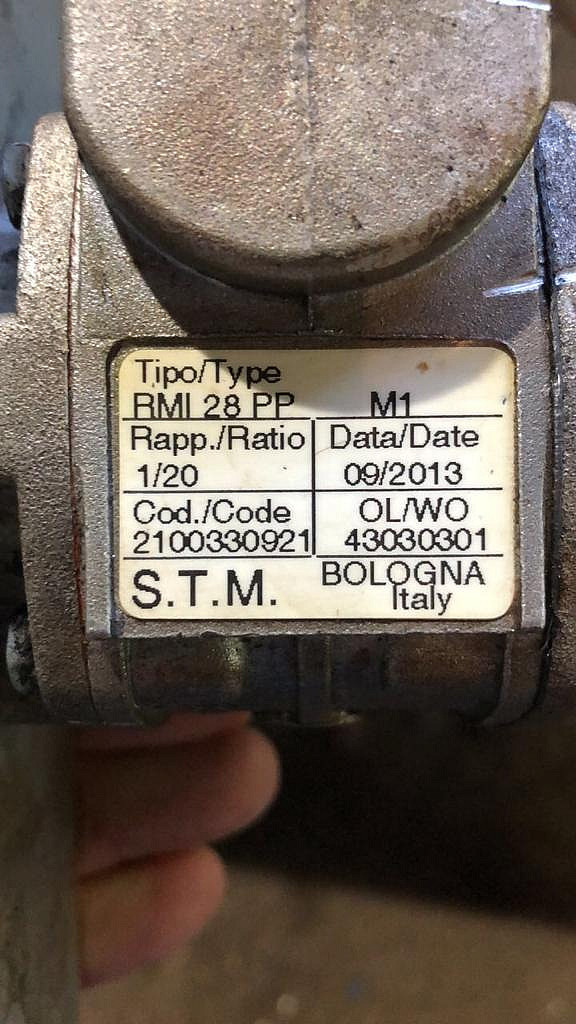 Tipo/Type
RMI 28 PP M1
Rapp./Ratio Data/Date
1/20 09/2013
Cod./Code OL/WO
2100330921 43030301
S.T.M. BOLOGNA
Italy